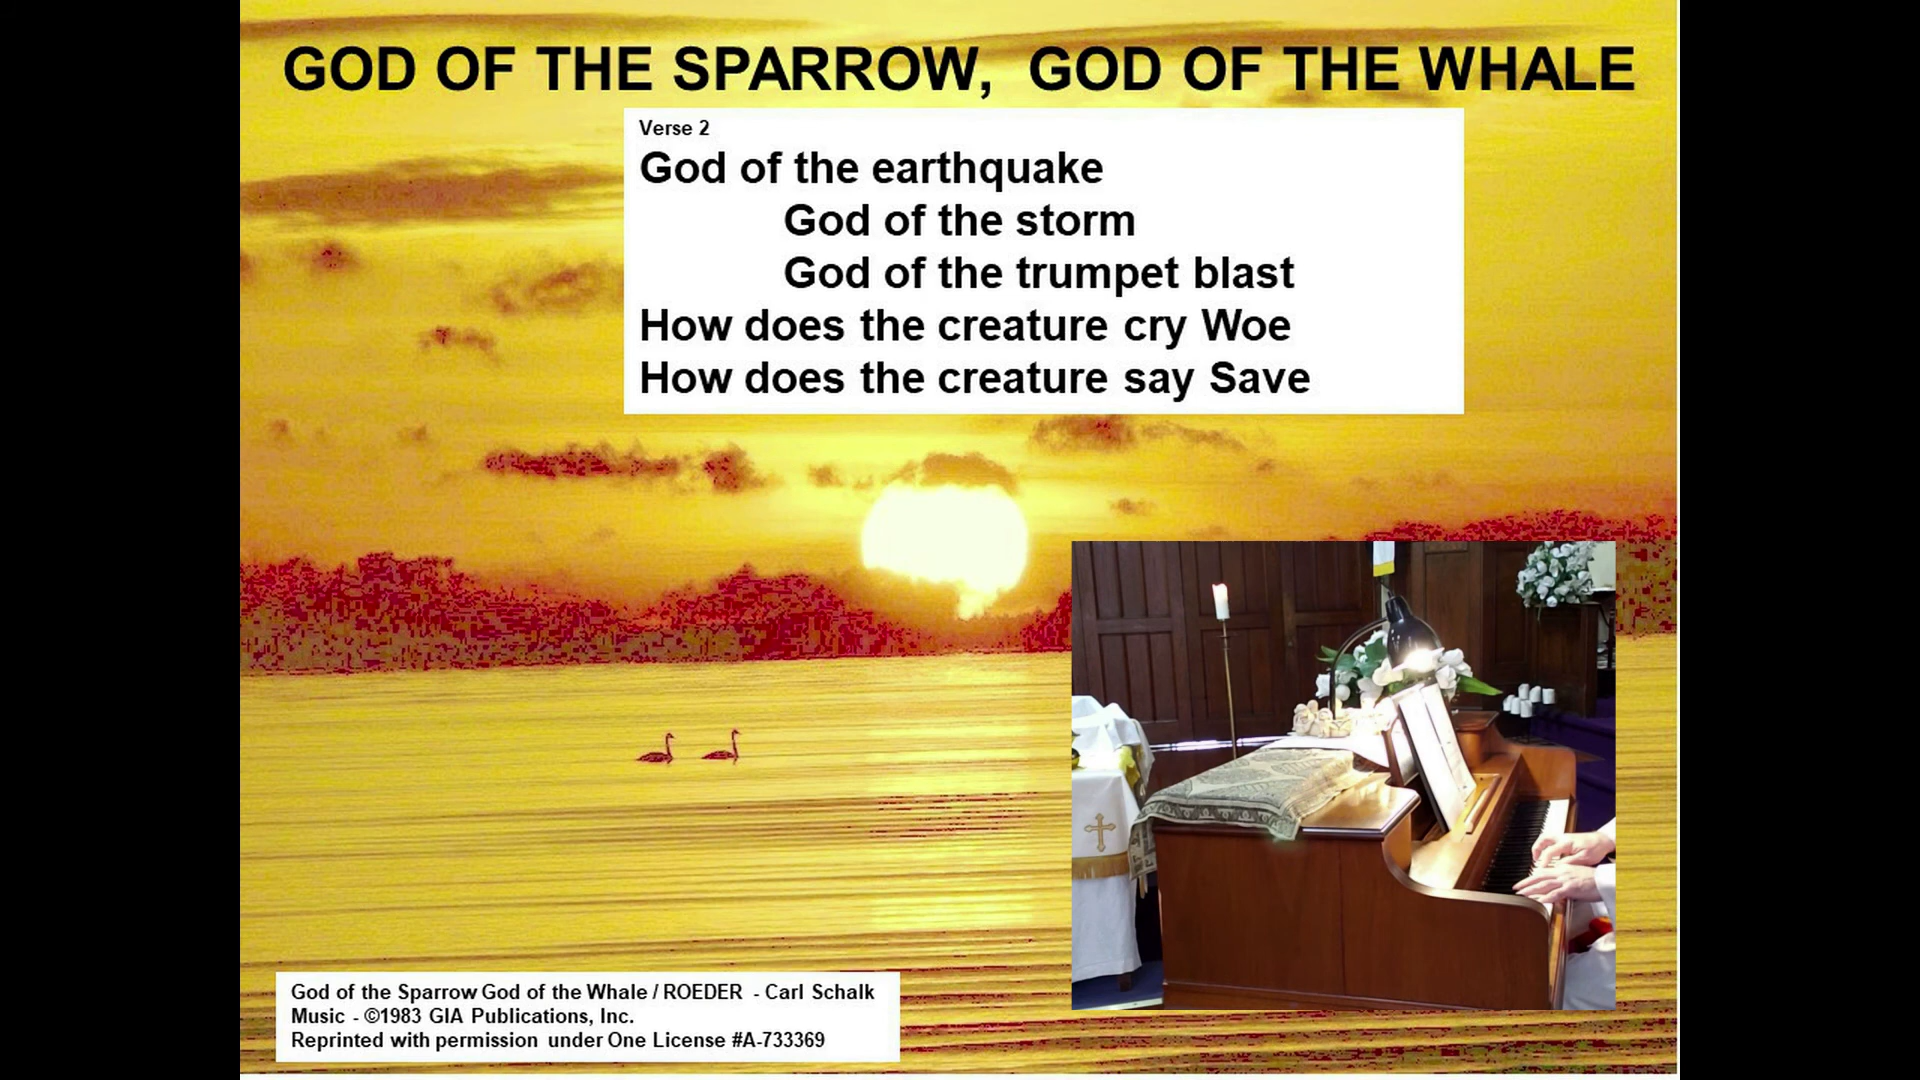 GOD OF THE SPARROW, GOD OF THE WHALE
Verse 2
God of the earthquake
God of the storm
God of the trumpet blast
How does the creature cry Woe
How does the creature say Save
God of the Sparrow God of the Whale / ROEDER - Carl Schalk
Music - ©1983 GIA Publications, Inc.
Reprinted with permission under One License #A-733369